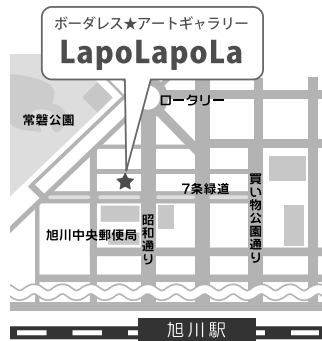 ボーダレス★アートギャラリー
LapoLapoLa
ロータリー
常磐公園
7条緑道
買い物公園通り
昭和通り
旭川中央郵便局
旭川駅